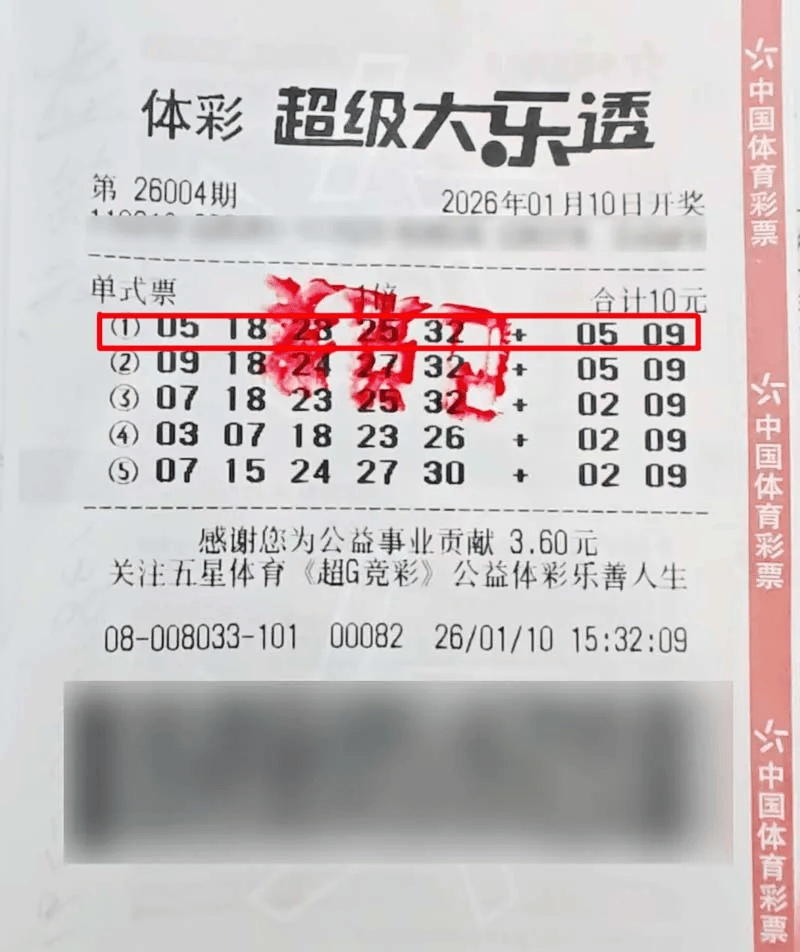 体彩 超级大乐透
第 26004期
2026年01月10日开奖
单式票 1倍 合计10元
(1) 05 18 23 25 32 + 05 09
(2) 09 18 24 27 32 + 05 09
(3) 07 18 23 25 32 + 02 09
(4) 03 07 18 23 26 + 02 09
(5) 07 15 24 27 30 + 02 09
感谢您为公益事业贡献 3.60元
关注五星体育《超G竞彩》公益体彩乐善人生
08-008033-101 00082 26/01/10 15:32:09
中国体育彩票
中国体育彩票
中国体育彩票